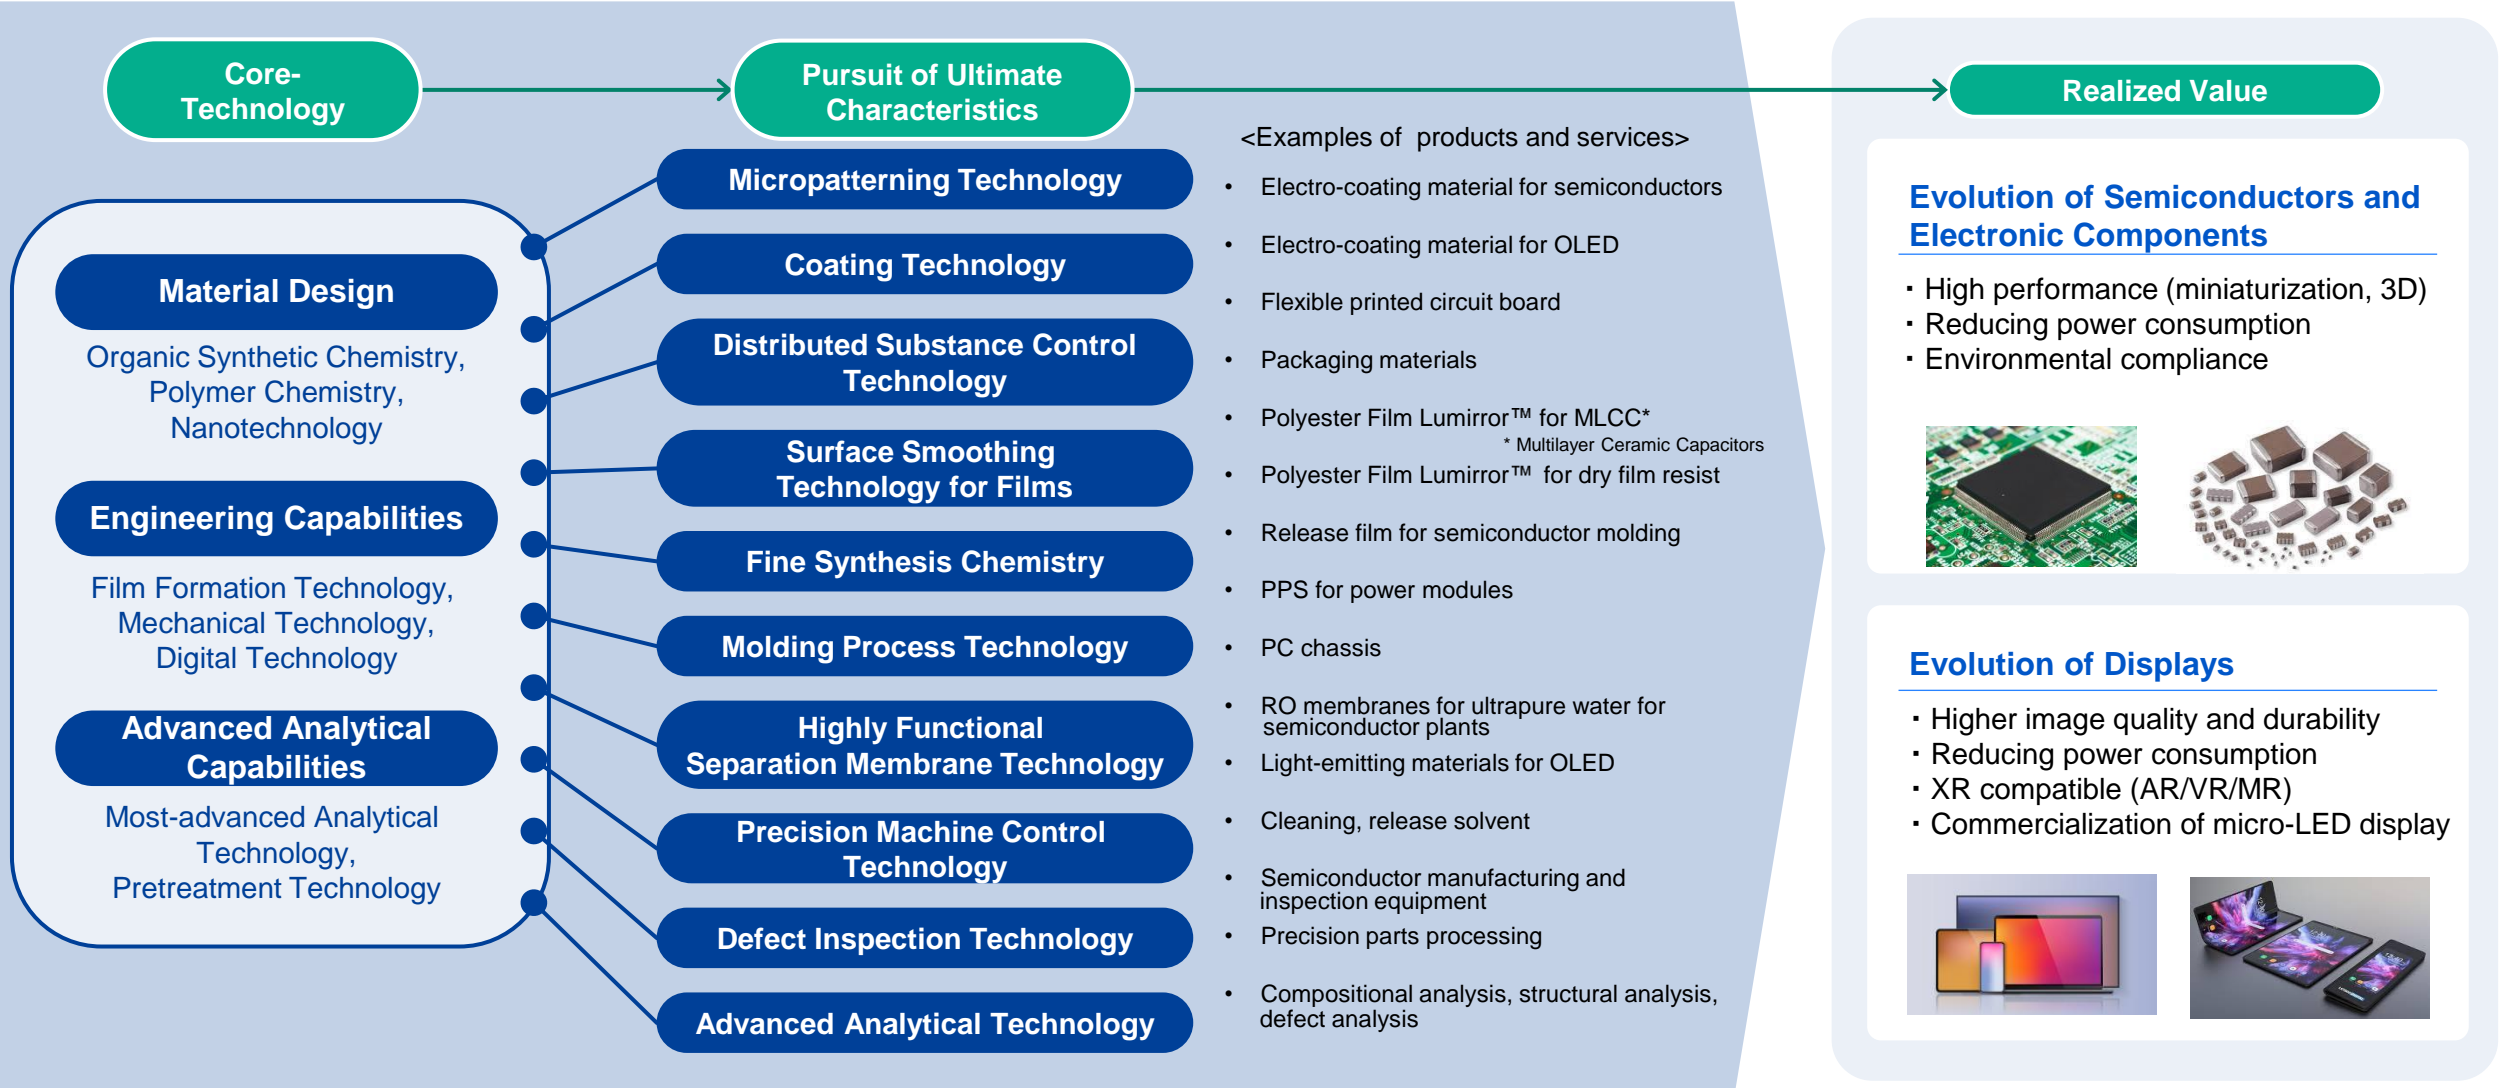 Core-
Technology
Pursuit of Ultimate
Characteristics
Realized Value
Material Design
Organic Synthetic Chemistry,
Polymer Chemistry,
Nanotechnology
Engineering Capabilities
Film Formation Technology,
Mechanical Technology,
Digital Technology
Advanced Analytical
Capabilities
Most-advanced Analytical
Technology,
Pretreatment Technology
Micropatterning Technology
Coating Technology
Distributed Substance Control
Technology
Surface Smoothing
Technology for Films
Fine Synthesis Chemistry
Molding Process Technology
Highly Functional
Separation Membrane Technology
Precision Machine Control
Technology
Defect Inspection Technology
Advanced Analytical Technology
<Examples of products and services>
• Electro-coating material for semiconductors
• Electro-coating material for OLED
• Flexible printed circuit board
• Packaging materials
• Polyester Film Lumirror™ for MLCC*
* Multilayer Ceramic Capacitors
• Polyester Film Lumirror™ for dry film resist
• Release film for semiconductor molding
• PPS for power modules
• PC chassis
• RO membranes for ultrapure water for
semiconductor plants
• Light-emitting materials for OLED
• Cleaning, release solvent
• Semiconductor manufacturing and
inspection equipment
• Precision parts processing
• Compositional analysis, structural analysis,
defect analysis
Evolution of Semiconductors and
Electronic Components
・High performance (miniaturization, 3D)
・Reducing power consumption
・Environmental compliance
Evolution of Displays
・Higher image quality and durability
・Reducing power consumption
・XR compatible (AR/VR/MR)
・Commercialization of micro-LED display